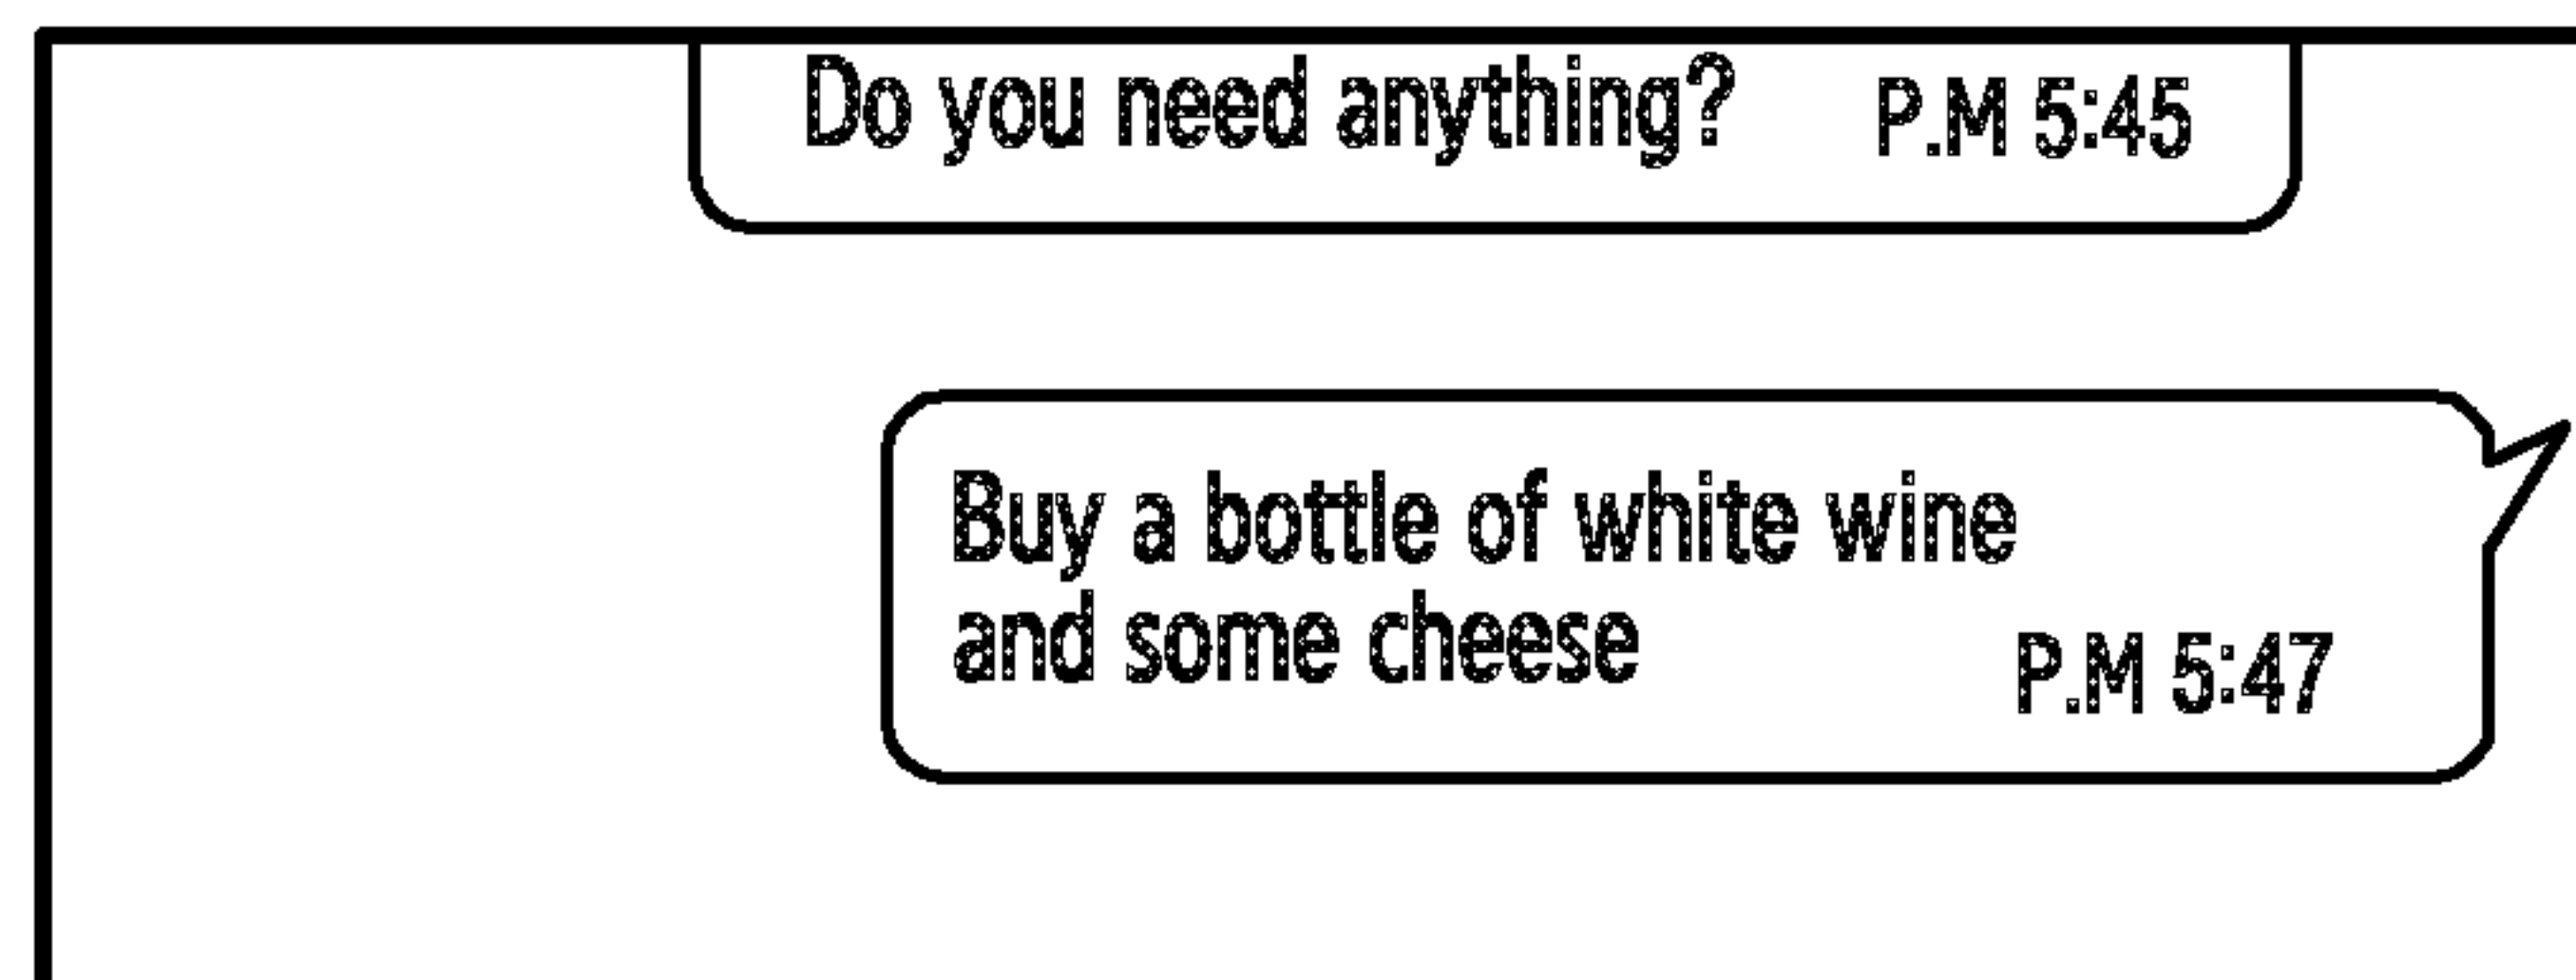 Do you need anything? P.M 5:45
Buy a bottle of white wine
and some cheese
P.M 5:47